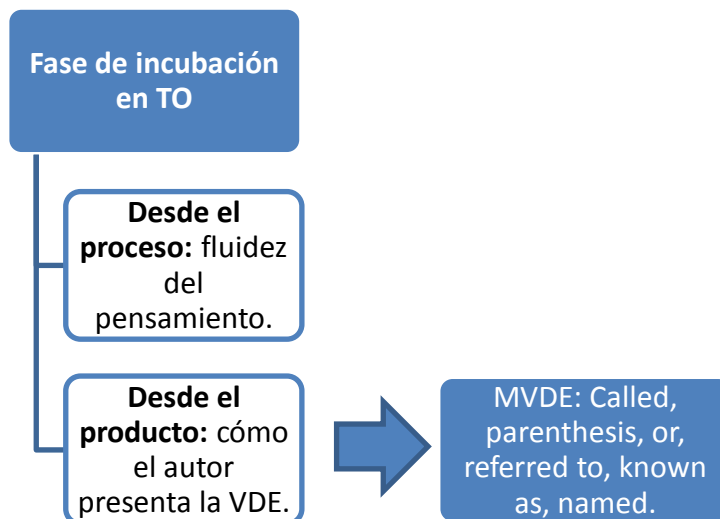 Fase de incubación
en TO
Desde el
proceso: fluidez
del
pensamiento.
Desde el
producto: cómo
el autor
presenta la VDE.
MVDE: Called,
parenthesis, or,
referred to, known
as, named.